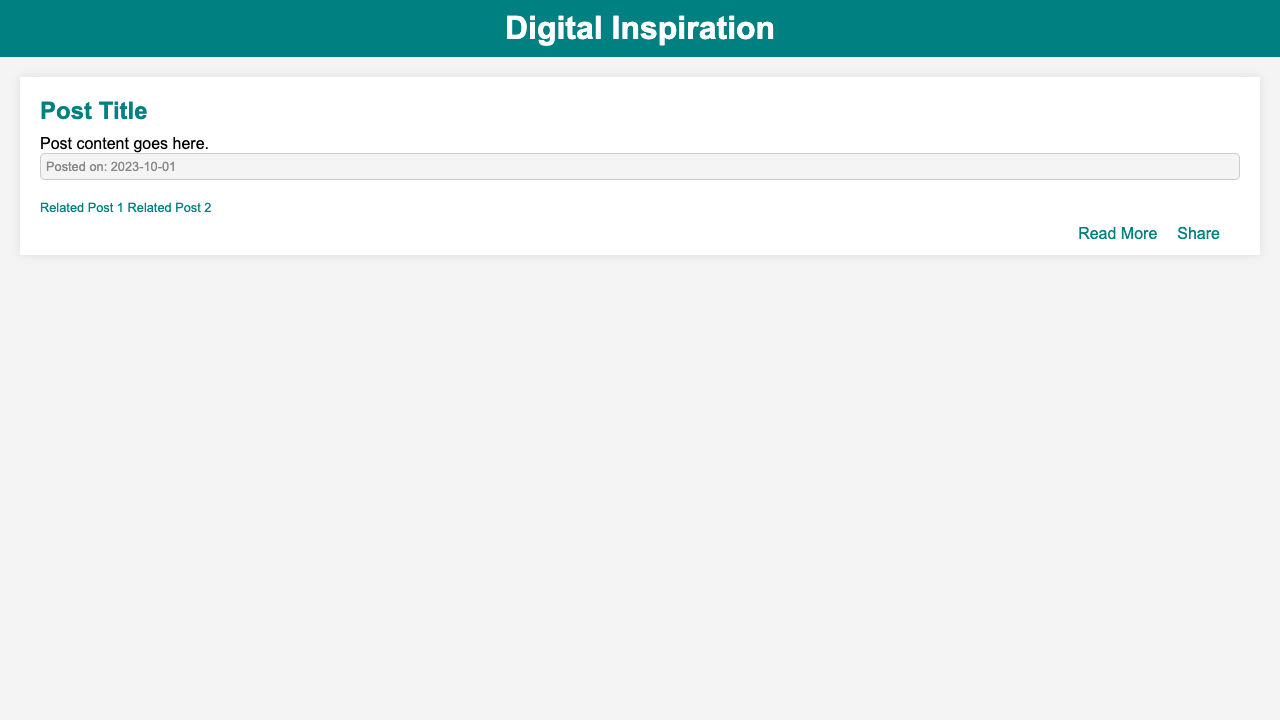 Digital Inspiration
Post Title
Post content goes here.
Posted on: 2023-10-01
Related Post 1 Related Post 2
Read More Share